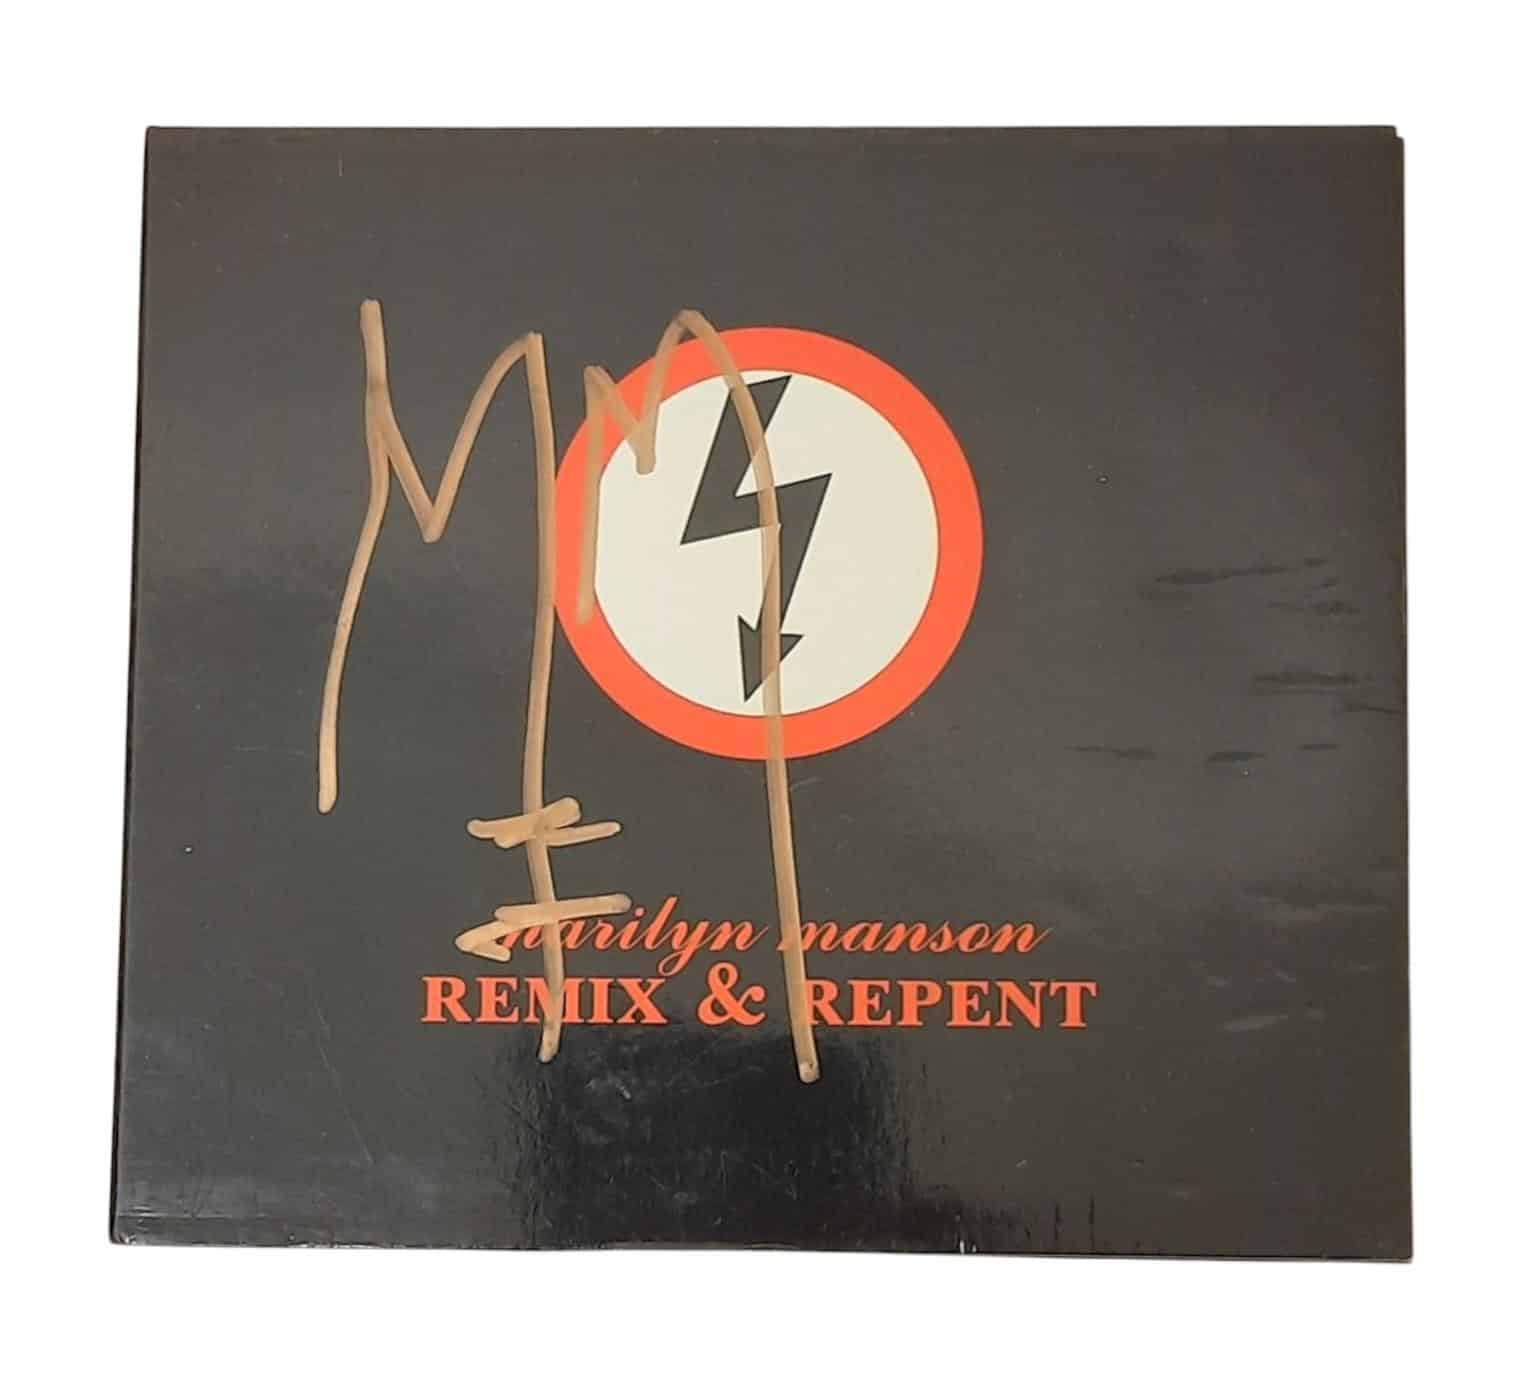 marilyn manson
REMIX & REPENT